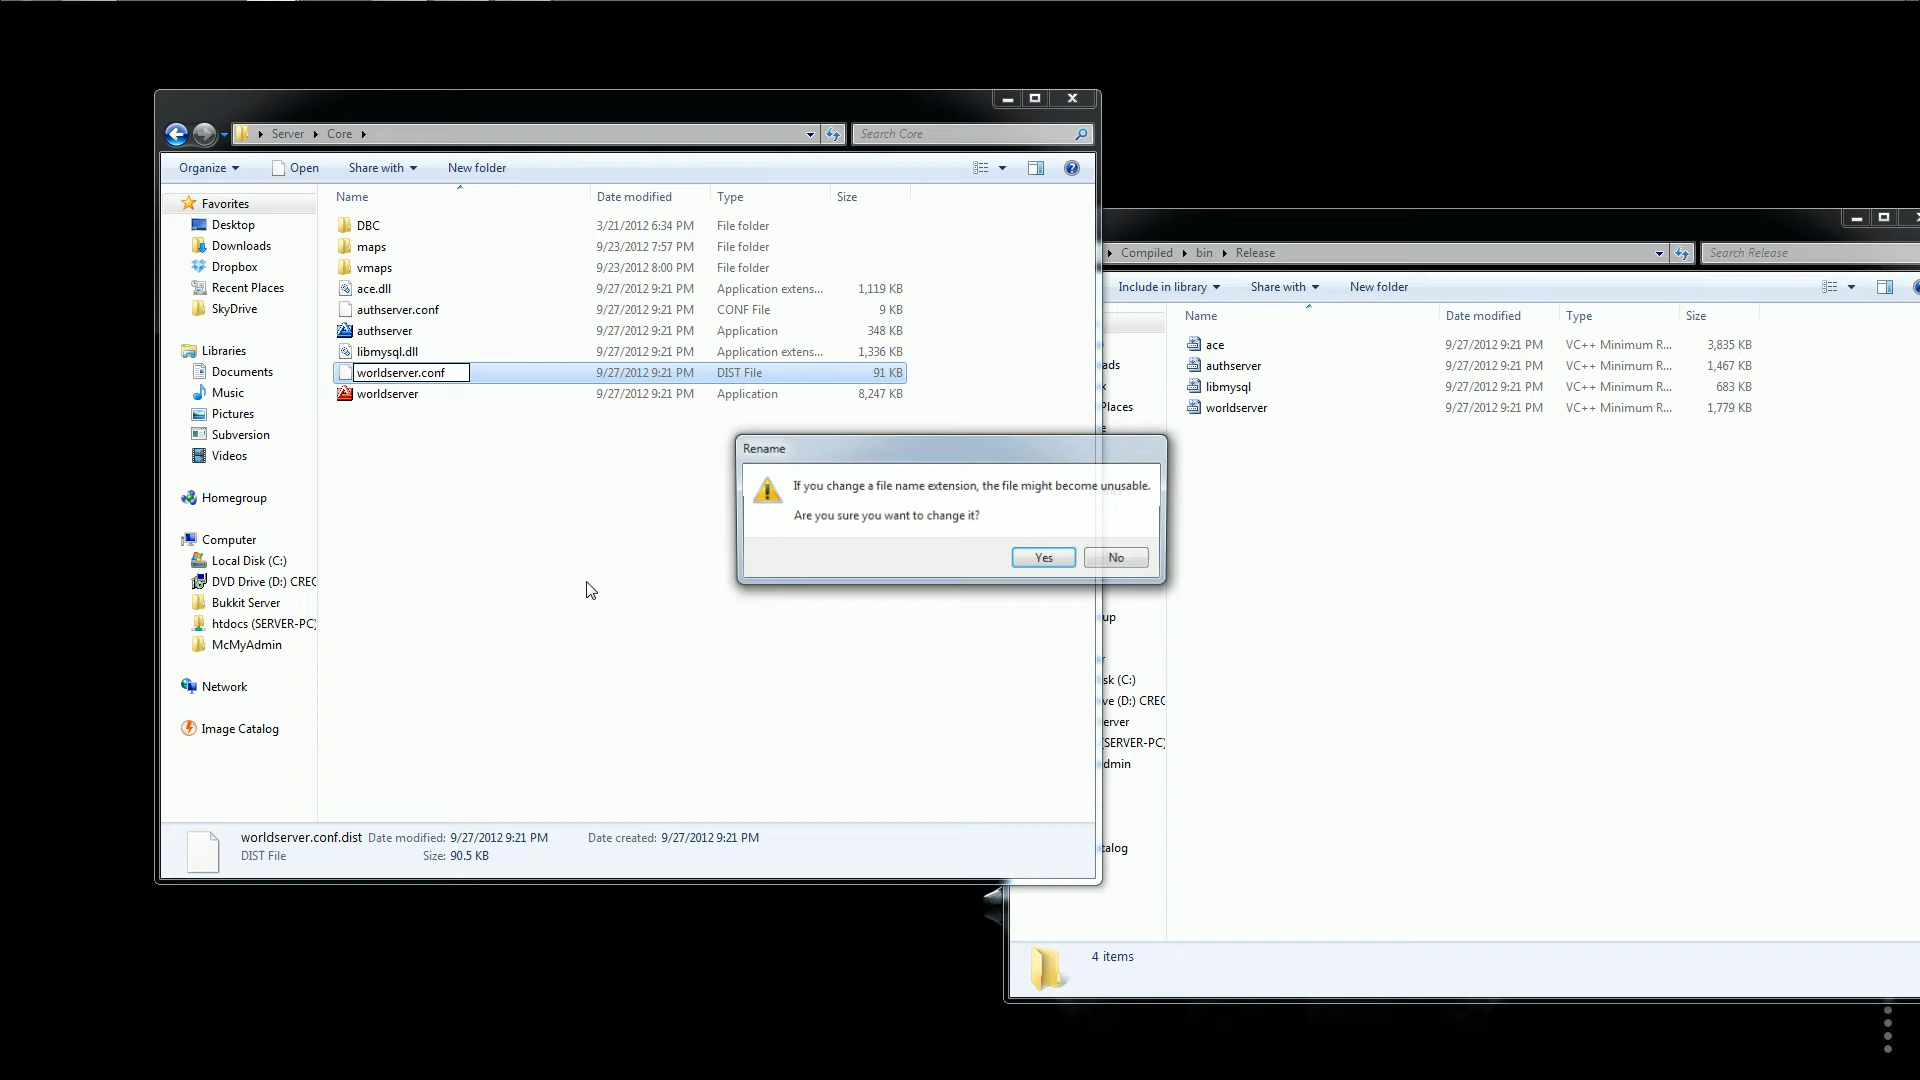 Server Core
Search Core
Organize Open Share with New folder
Name Date modified Type Size
Favorites
Desktop
Downloads
Dropbox
Recent Places
SkyDrive
Libraries
Documents
Music
Pictures
Subversion
Videos
Homegroup
Computer
Local Disk (C:)
DVD Drive (D:) CREC
Bukkit Server
htdocs (SERVER-PC)
McMyAdmin
Network
Image Catalog
DBC 3/21/2012 6:34 PM File folder
maps 9/23/2012 7:57 PM File folder
vmaps 9/23/2012 8:00 PM File folder
ace.dll 9/27/2012 9:21 PM Application extens... 1,119 KB
authserver.conf 9/27/2012 9:21 PM CONF File 9 KB
authserver 9/27/2012 9:21 PM Application 348 KB
libmysql.dll 9/27/2012 9:21 PM Application extens... 1,336 KB
worldserver.conf 9/27/2012 9:21 PM DIST File 91 KB
worldserver 9/27/2012 9:21 PM Application 8,247 KB
worldserver.conf.dist Date modified: 9/27/2012 9:21 PM Date created: 9/27/2012 9:21 PM
DIST File Size: 90.5 KB
Rename
If you change a file name extension, the file might become unusable.
Are you sure you want to change it?
Yes No
Compiled bin Release
Search Release
Include in library Share with New folder
Name Date modified Type Size
ace 9/27/2012 9:21 PM VC++ Minimum R... 3,835 KB
authserver 9/27/2012 9:21 PM VC++ Minimum R... 1,467 KB
libmysql 9/27/2012 9:21 PM VC++ Minimum R... 683 KB
worldserver 9/27/2012 9:21 PM VC++ Minimum R... 1,779 KB
ads
Places
up
sk (C:)
ve (D:) CREC
erver
(SERVER-PC)
dmin
talog
4 items